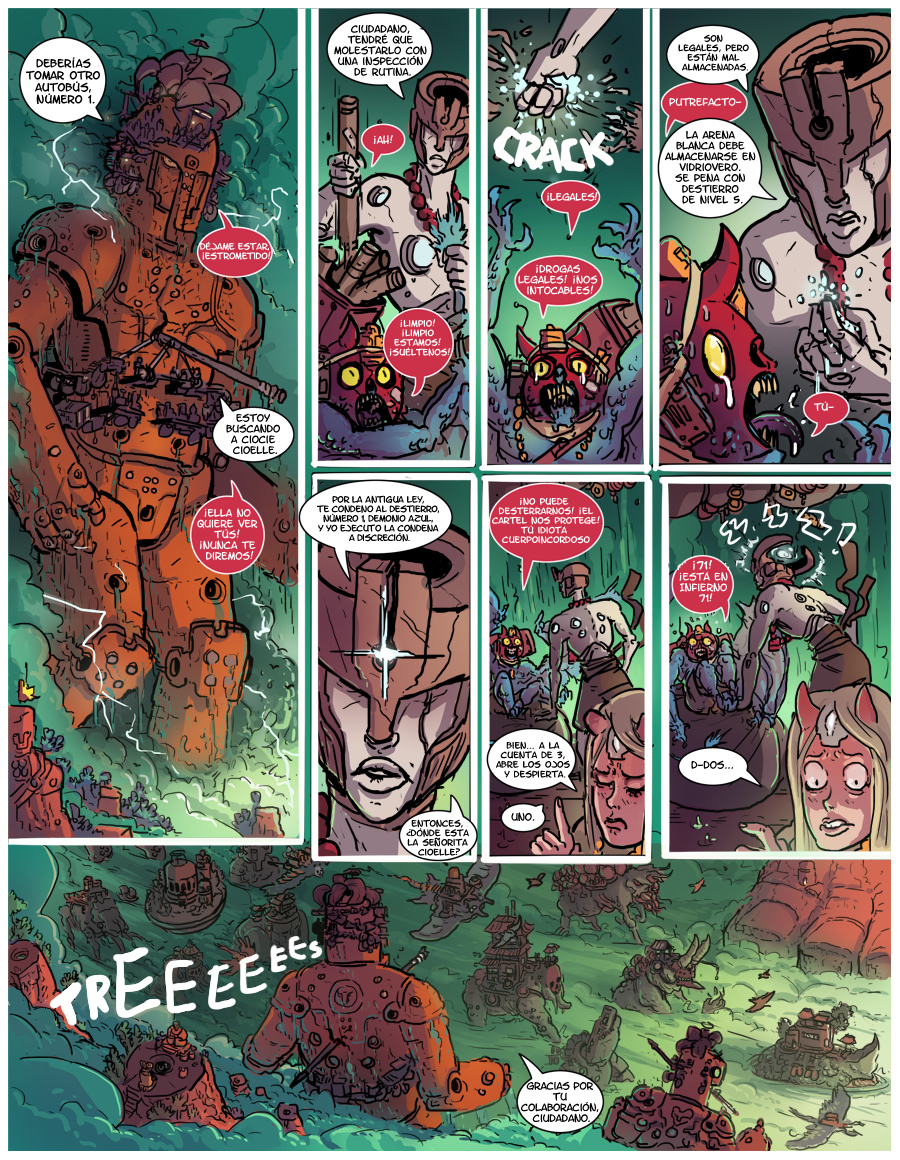 DEBERÍAS
TOMAR OTRO
AUTOBÚS,
NÚMERO 1.
DÉJAME ESTAR,
¡ESTROMETIDO!
ESTOY
BUSCANDO
A CIOCIE
CIOELLE.
¡ELLA NO
QUIERE VER
TÚS!
¡NUNCA TE
DIREMOS!
CIUDADANO,
TENDRÉ QUE
MOLESTARLO CON
UNA INSPECCIÓN
DE RUTINA.
¡AH!
¡LIMPIO!
¡LIMPIO
ESTAMOS!
¡SUÉLTENOS!
CRACK
¡LEGALES!
¡DROGAS
LEGALES! ¡NOS
INTOCABLES!
SON
LEGALES, PERO
ESTÁN MAL
ALMACENADAS.
PUTREFACTO-
LA ARENA
BLANCA DEBE
ALMACENARSE EN
VIDRIOVERO.
SE PENA CON
DESTIERRO
DE NIVEL 5.
TÚ-
POR LA ANTIGUA LEY,
TE CONDENO AL DESTIERRO,
NÚMERO 1, DEMONIO AZUL,
Y YO EJECUTO LA CONDENA
A DISCRECIÓN.
ENTONCES,
¿DÓNDE ESTA
LA SEÑORITA
CIOELLE?
¡NO PUEDE
DESTERRARNOS! ¡EL
CARTEL NOS PROTEGE!
TÚ IDIOTA
CUERPOINCORDOSO
BIEN... A LA
CUENTA DE 3,
ABRE LOS OJOS
Y DESPIERTA.
UNO.
¡71!
¡ESTÁ EN
INFIERNO
71!
D-DOS...
TREEEEEES
GRACIAS POR
TU
COLABORACIÓN,
CIUDADANO.